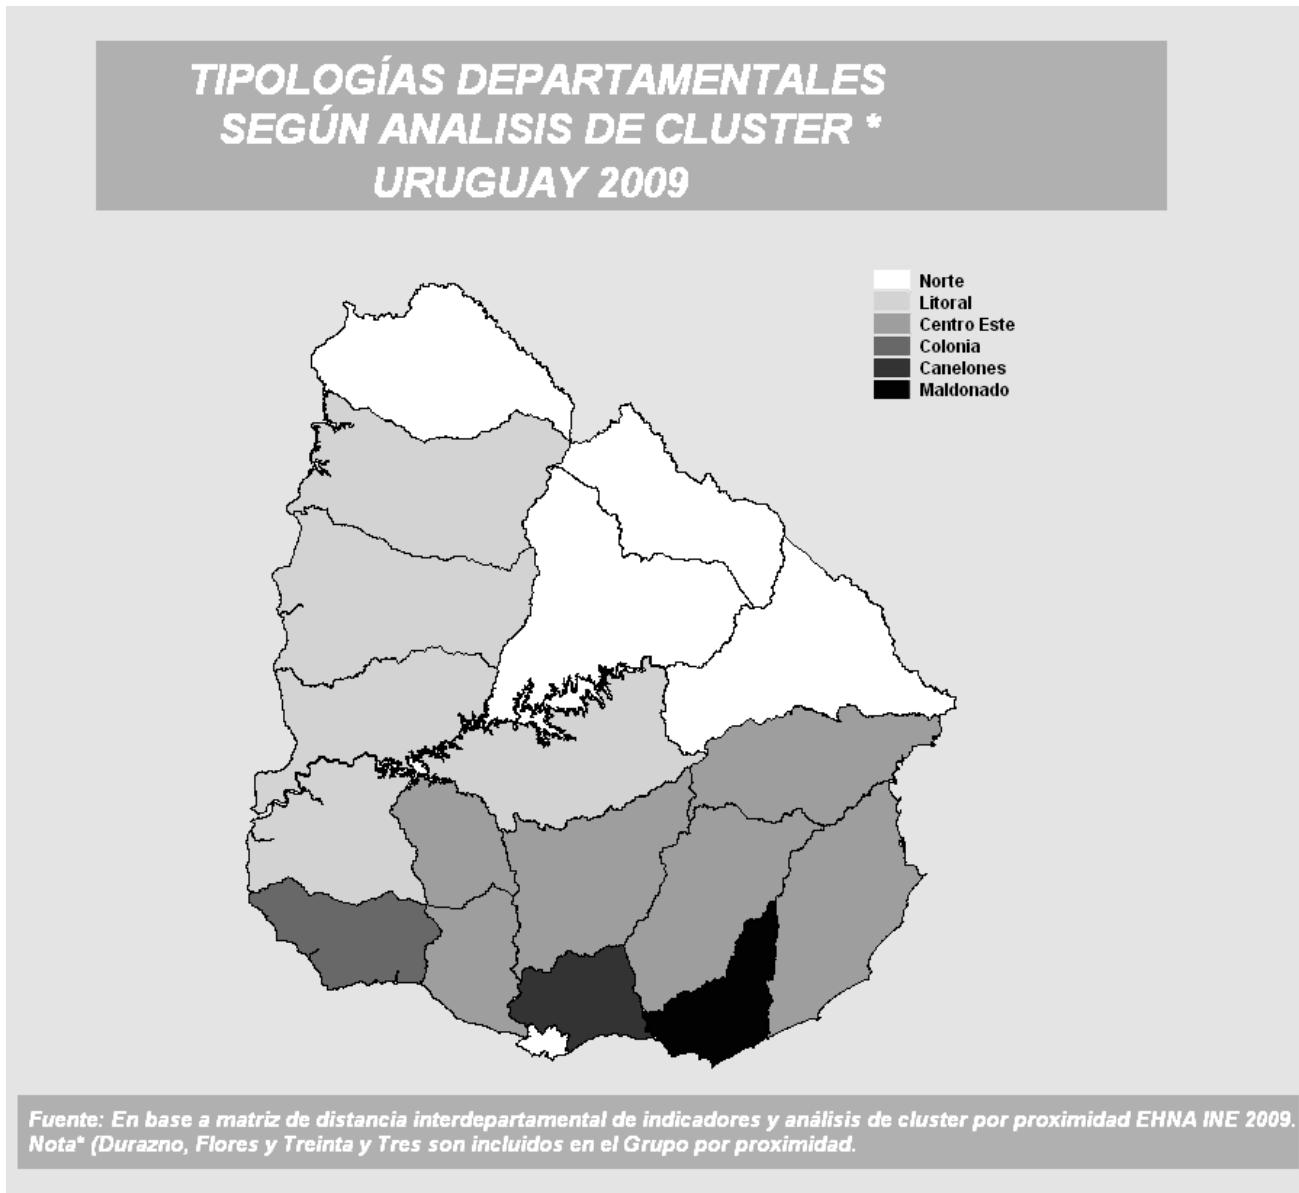 TIPOLOGÍAS DEPARTAMENTALES
SEGÚN ANALISIS DE CLUSTER *
URUGUAY 2009
Norte
Litoral
Centro Este
Colonia
Canelones
Maldonado
Fuente: En base a matriz de distancia interdepartamental de indicadores y análisis de cluster por proximidad EHNA INE 2009.
Nota* (Durazno, Flores y Treinta y Tres son incluidos en el Grupo por proximidad.